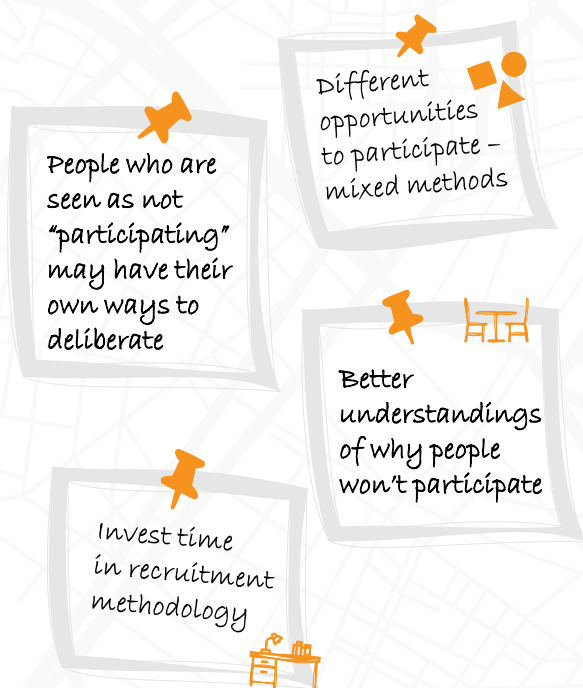 Different
opportunities
to participate –
mixed methods
People who are
seen as not
“participating”
may have their
own ways to
deliberate
Better
understandings
of why people
won’t participate
Invest time
in recruitment
methodology